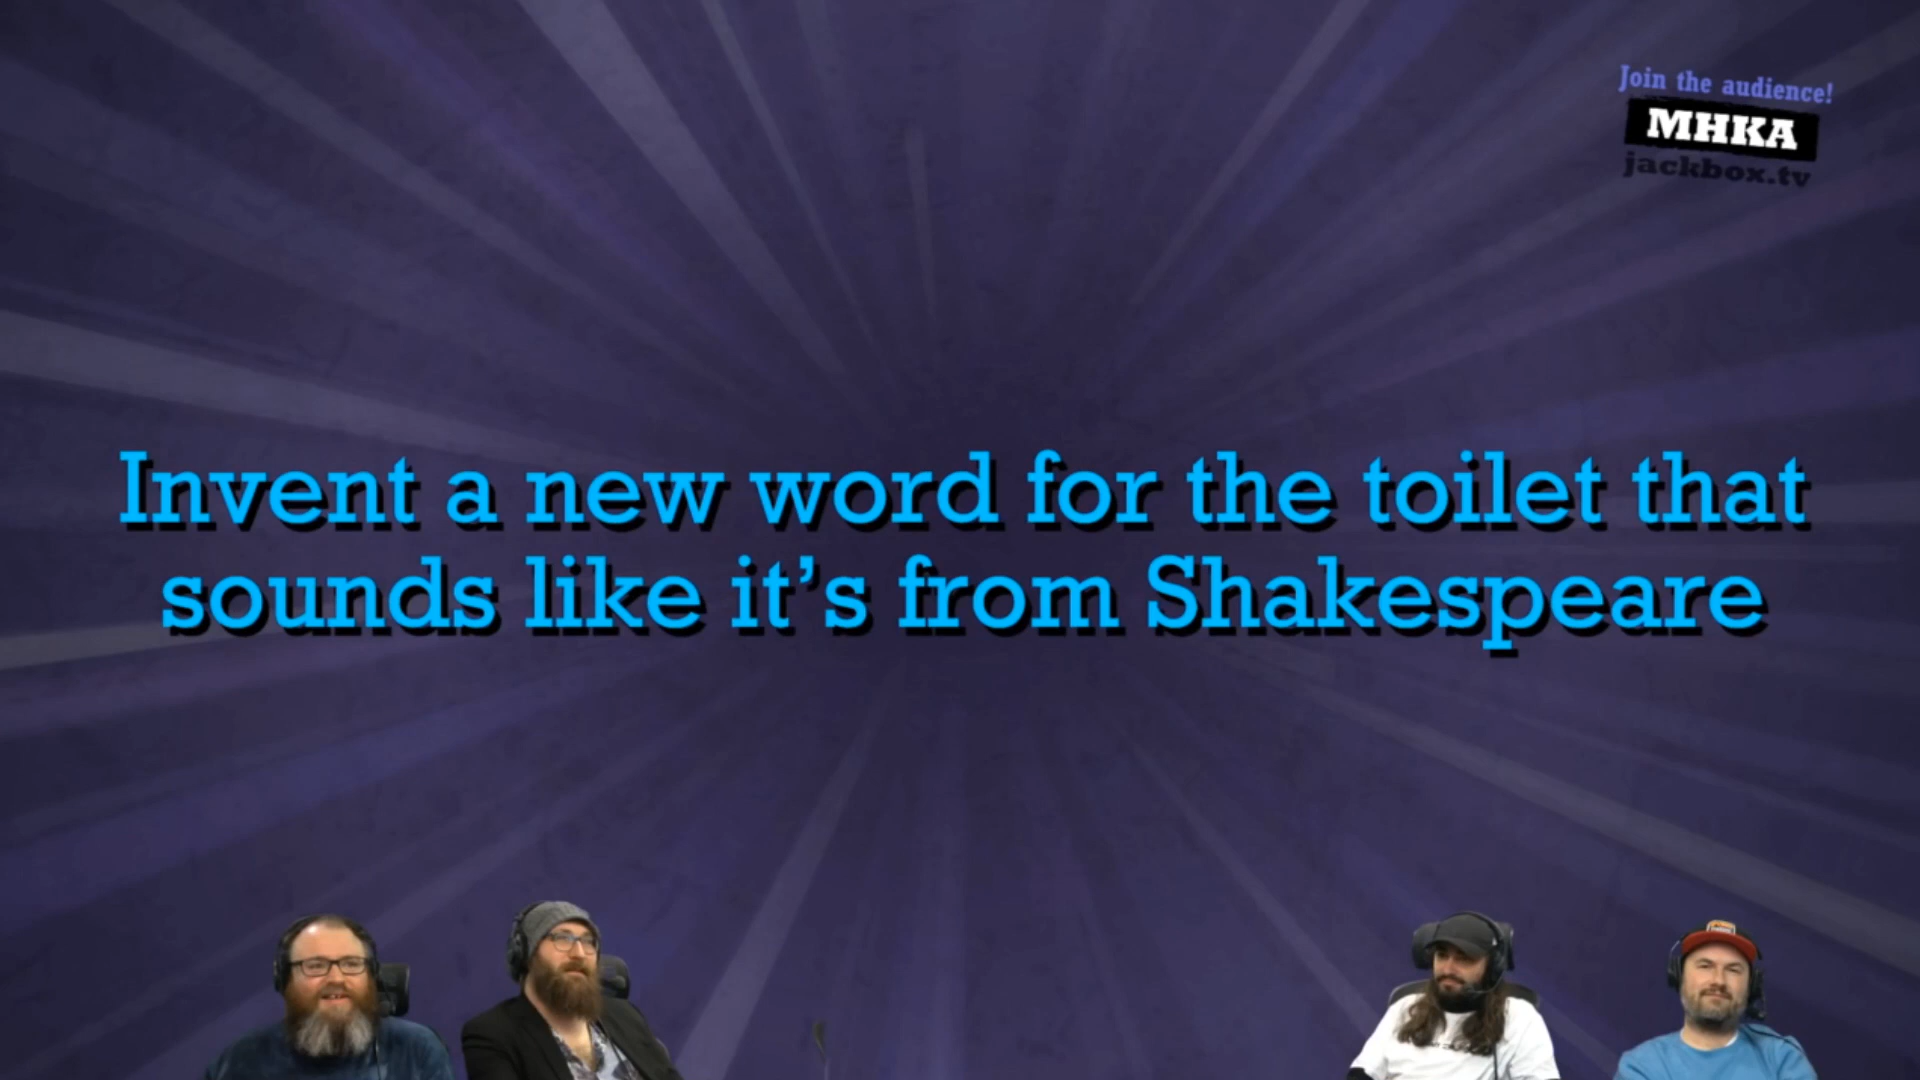 Join the audience!
MHKA
jackbox.tv
Invent a new word for the toilet that
sounds like it's from Shakespeare